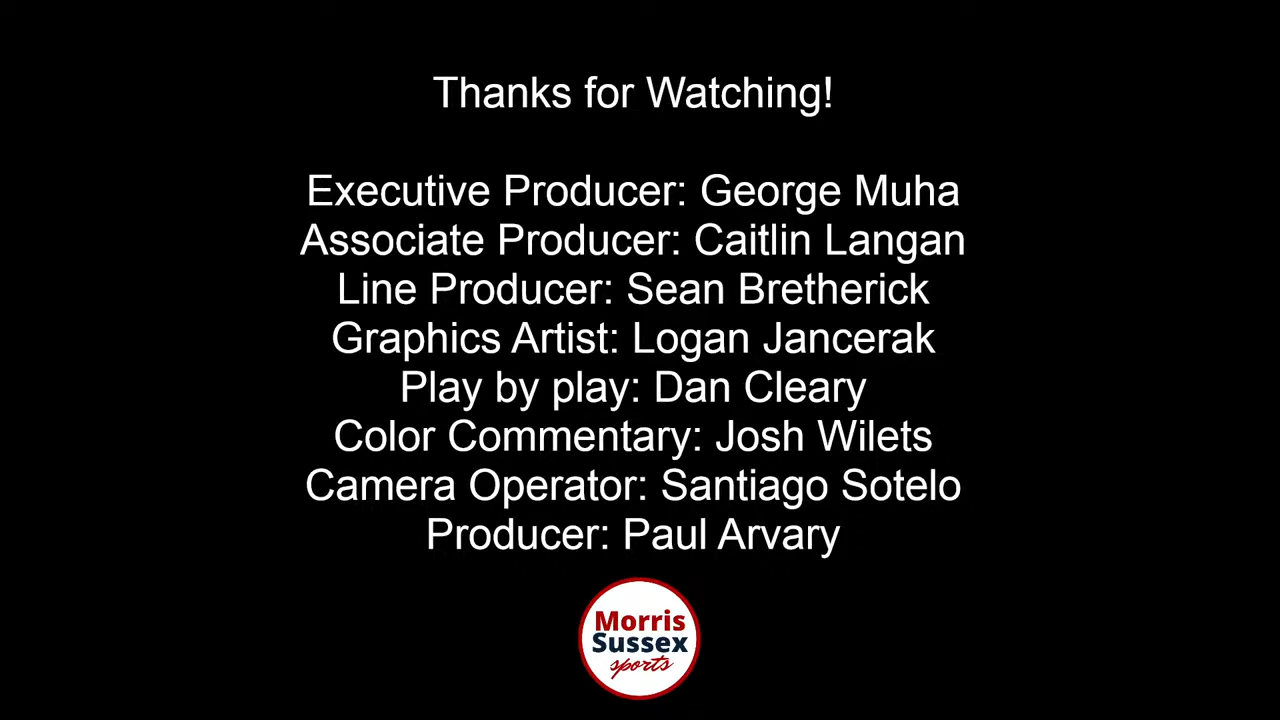 Thanks for Watching!
Executive Producer: George Muha
Associate Producer: Caitlin Langan
Line Producer: Sean Bretherick
Graphics Artist: Logan Jancerak
Play by play: Dan Cleary
Color Commentary: Josh Wilets
Camera Operator: Santiago Sotelo
Producer: Paul Arvary
Morris
Sussex
sports